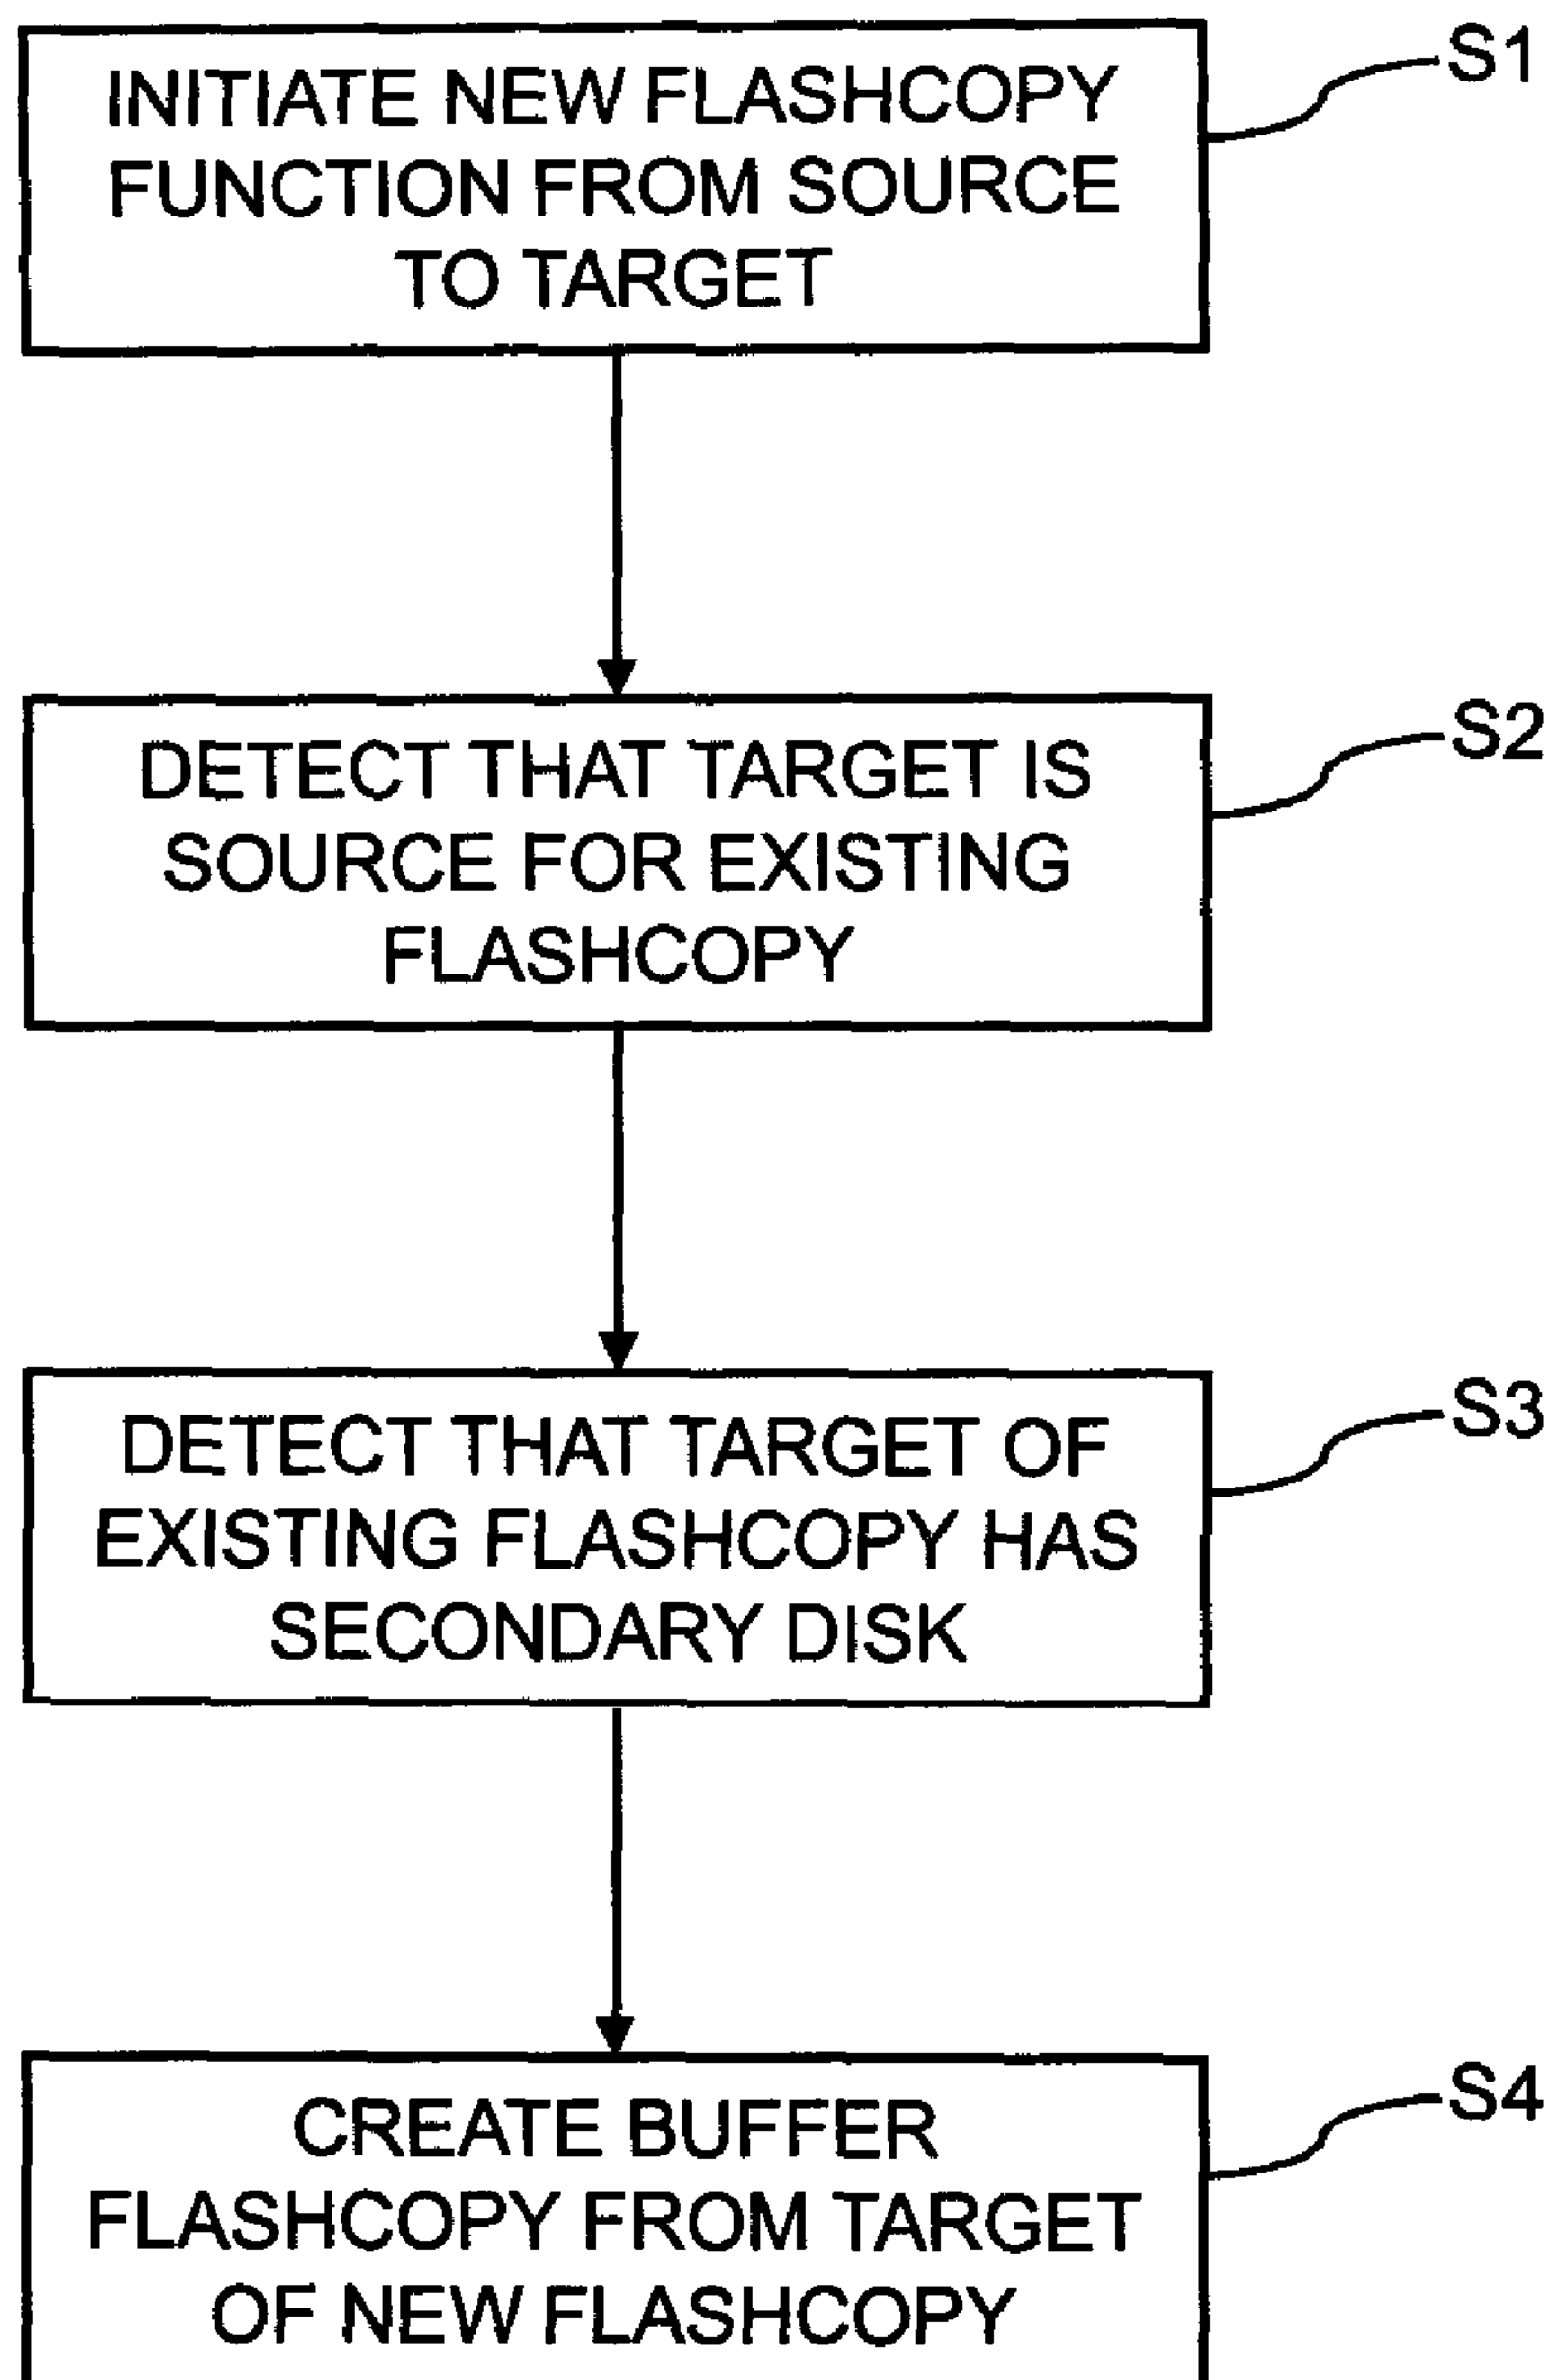 INITIATE NEW FLASHCOPY
FUNCTION FROM SOURCE
TO TARGET
S1
DETECT THAT TARGET IS
SOURCE FOR EXISTING
FLASHCOPY
S2
DETECT THAT TARGET OF
EXISTING FLASHCOPY HAS
SECONDARY DISK
S3
CREATE BUFFER
FLASHCOPY FROM TARGET
OF NEW FLASHCOPY
S4